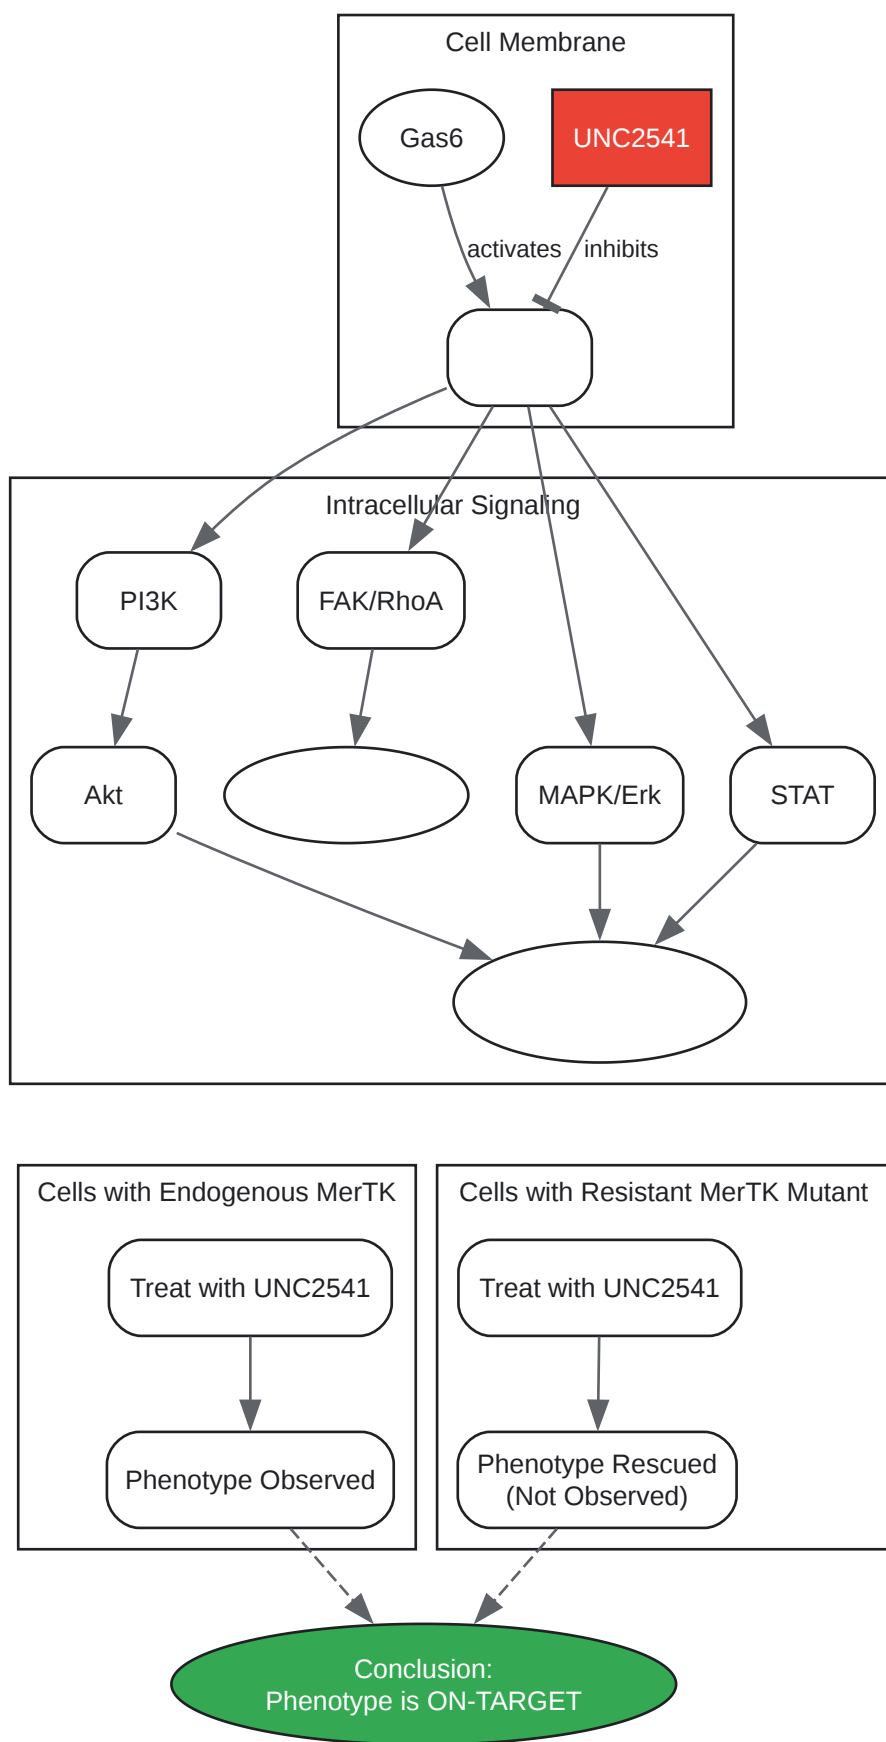 Cell Membrane
Gas6
UNC2541
activates
inhibits
Intracellular Signaling
PI3K
FAK/RhoA
Akt
MAPK/Erk
STAT
Cells with Endogenous MerTK
Cells with Resistant MerTK Mutant
Treat with UNC2541
Treat with UNC2541
Phenotype Observed
Phenotype Rescued
(Not Observed)
Conclusion:
Phenotype is ON-TARGET